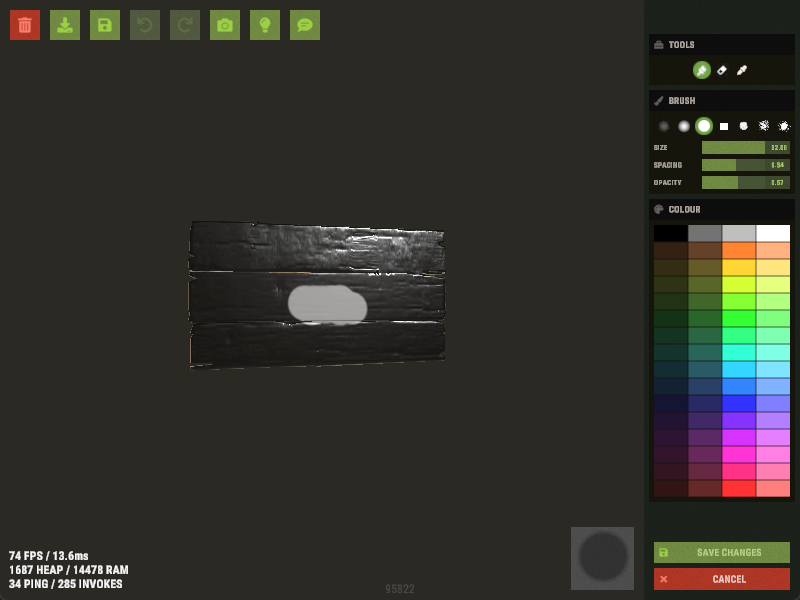 TOOLS
BRUSH
SIZE 32.00
SPACING 0.54
OPACITY 0.57
COLOUR
SAVE CHANGES
CANCEL
74 FPS / 13.6ms
1687 HEAP / 14478 RAM
34 PING / 285 INVOKES
95822